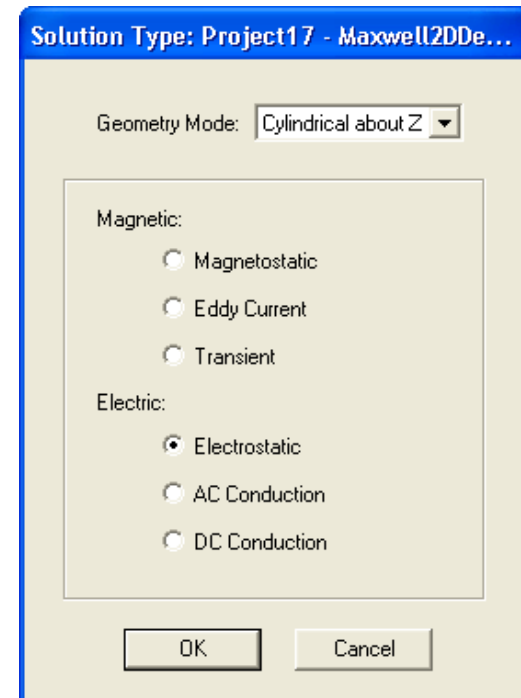 Solution Type: Project17 - Maxwell2DDe...
Geometry Mode: Cylindrical about Z
Magnetic:
Magnetostatic
Eddy Current
Transient
Electric:
Electrostatic
AC Conduction
DC Conduction
OK Cancel